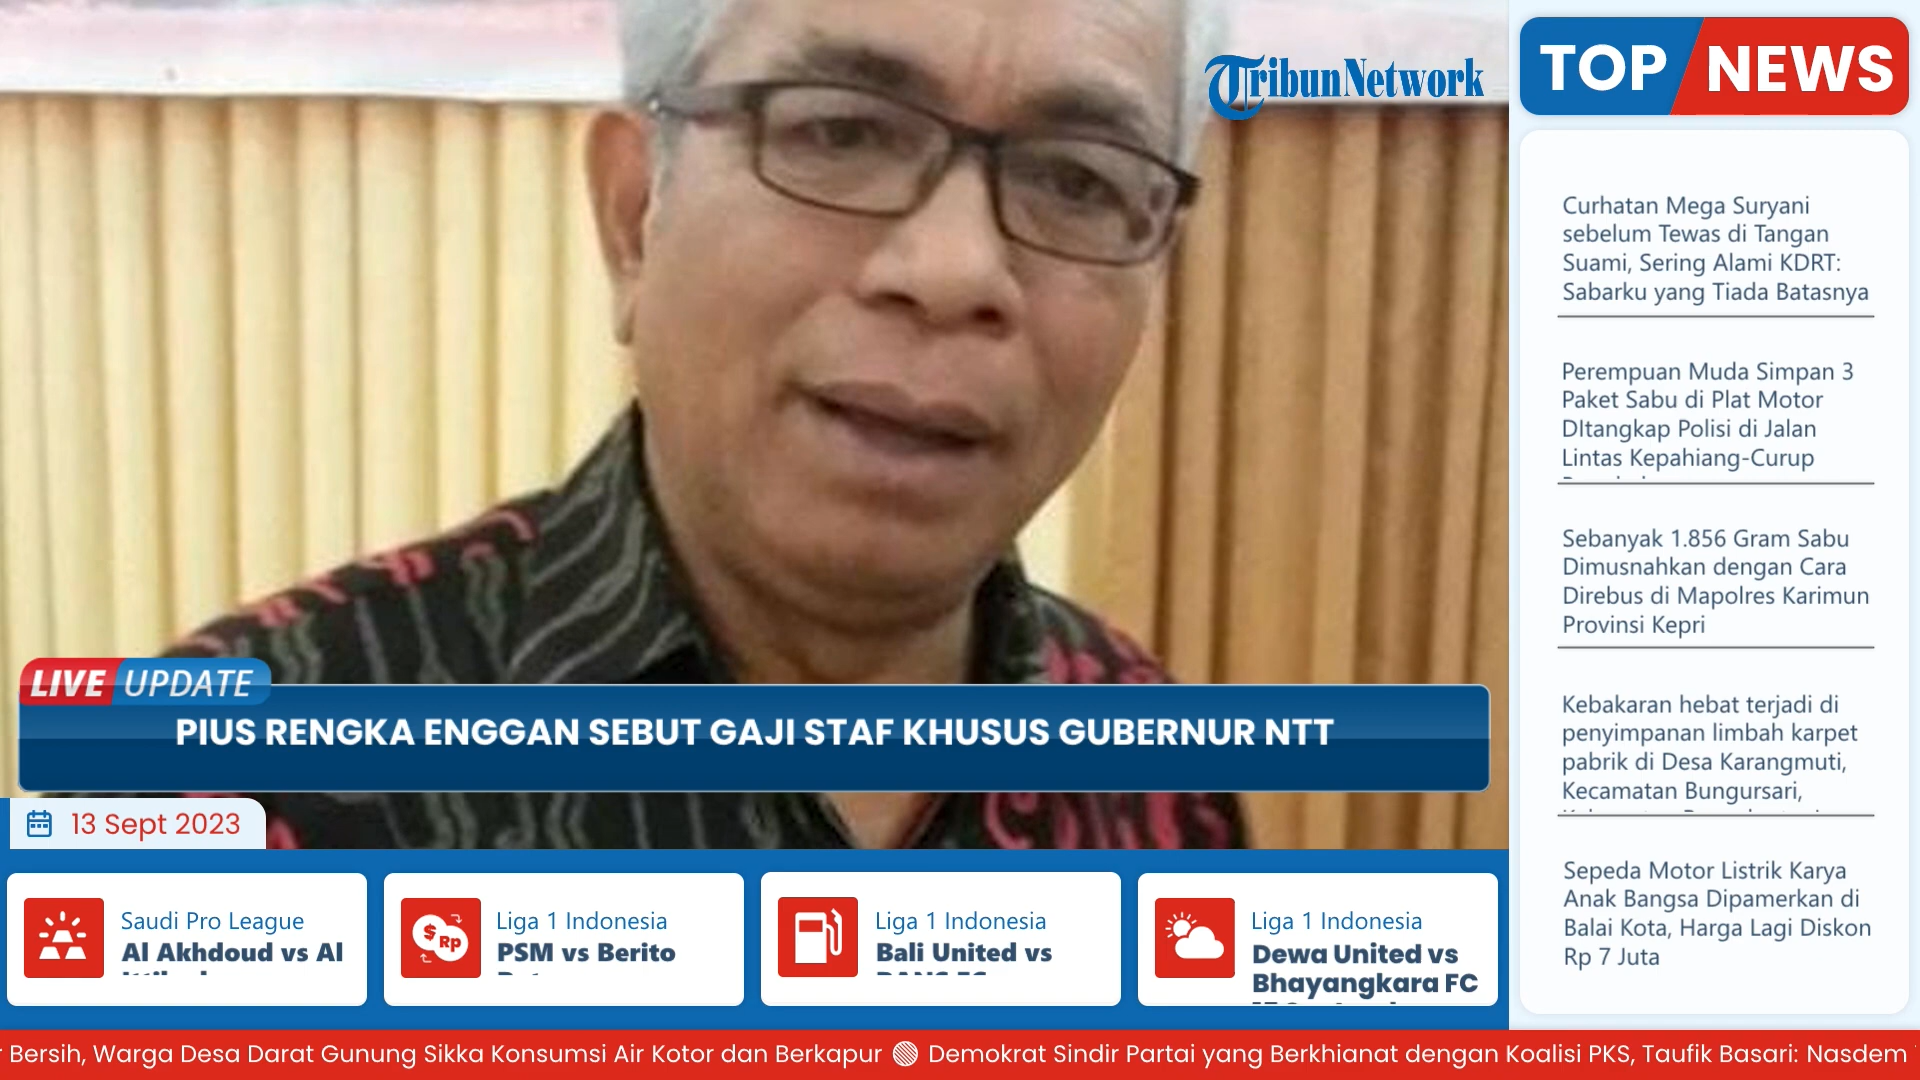 TribunNetwork
TOP NEWS
Curhatan Mega Suryani
sebelum Tewas di Tangan
Suami, Sering Alami KDRT:
Sabarku yang Tiada Batasnya
Perempuan Muda Simpan 3
Paket Sabu di Plat Motor
DItangkap Polisi di Jalan
Lintas Kepahiang-Curup
Sebanyak 1.856 Gram Sabu
Dimusnahkan dengan Cara
Direbus di Mapolres Karimun
Provinsi Kepri
Kebakaran hebat terjadi di
penyimpanan limbah karpet
pabrik di Desa Karangmuti,
Kecamatan Bungursari,
Sepeda Motor Listrik Karya
Anak Bangsa Dipamerkan di
Balai Kota, Harga Lagi Diskon
Rp 7 Juta
LIVE UPDATE
PIUS RENGKA ENGGAN SEBUT GAJI STAF KHUSUS GUBERNUR NTT
13 Sept 2023
Saudi Pro League
Al Akhdoud vs Al
$ Rp
Liga 1 Indonesia
PSM vs Berito
Liga 1 Indonesia
Bali United vs
Liga 1 Indonesia
Dewa United vs
Bhayangkara FC
Bersih, Warga Desa Darat Gunung Sikka Konsumsi Air Kotor dan Berkapur Demokrat Sindir Partai yang Berkhianat dengan Koalisi PKS, Taufik Basari: Nasdem